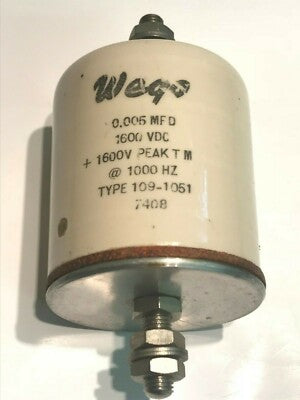 Wego
0.005 MFD
1600 VDC
+ 1600V PEAK T M
@ 1000 HZ
TYPE 109-1051
7408